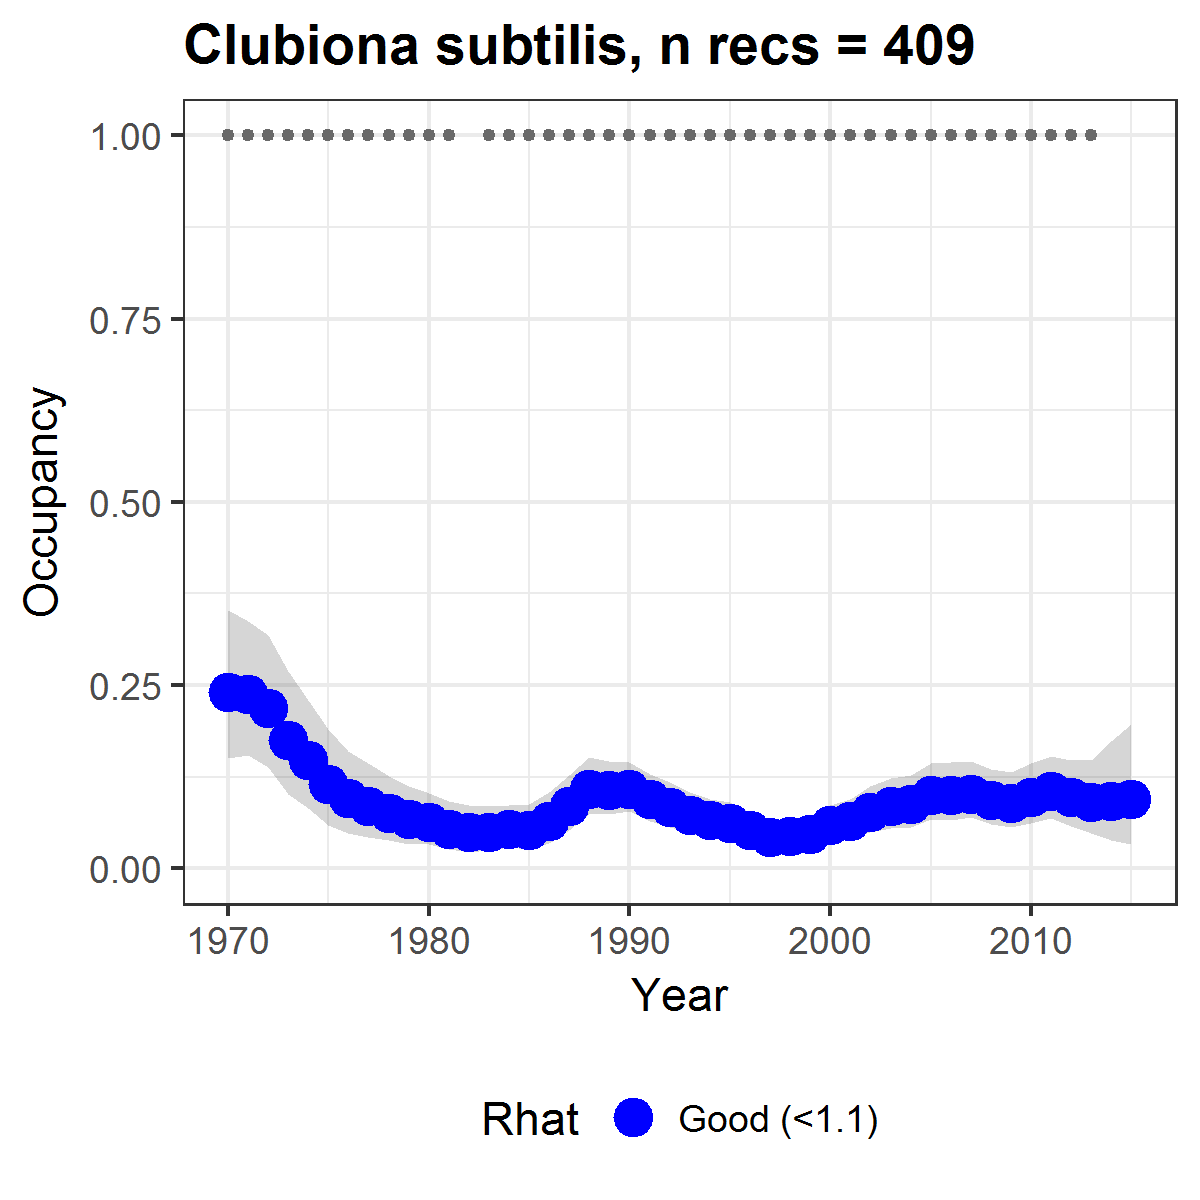 Clubiona subtilis, n recs = 409
1.00
0.75
0.50
0.25
0.00
Occupancy
1970 1980 1990 2000 2010
Year
Rhat Good (<1.1)